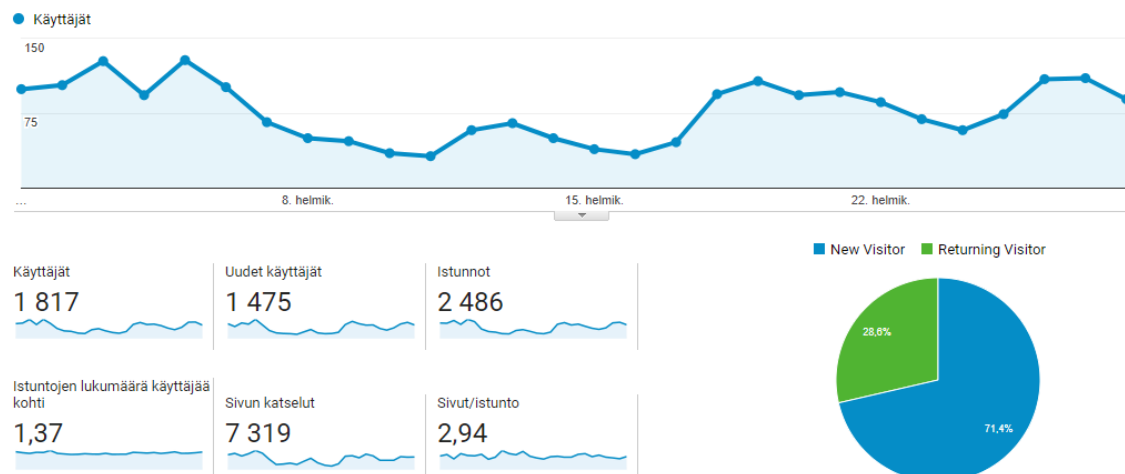 Käyttäjät
150
75
...
8. helmik.
15. helmik.
22. helmik.
New Visitor
Returning Visitor
Käyttäjät
1 817
Uudet käyttäjät
1 475
Istunnot
2 486
Istuntojen lukumäärä käyttäjää
kohti
1,37
Sivun katselut
7 319
Sivut/istunto
2,94
28,6%
71,4%